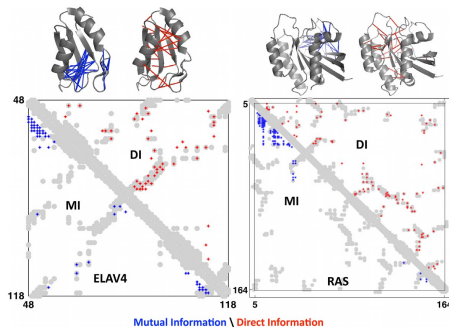 48
5
DI
DI
MI
MI
ELAV4
RAS
118
164
48
118
5
164
Mutual Information \ Direct Information